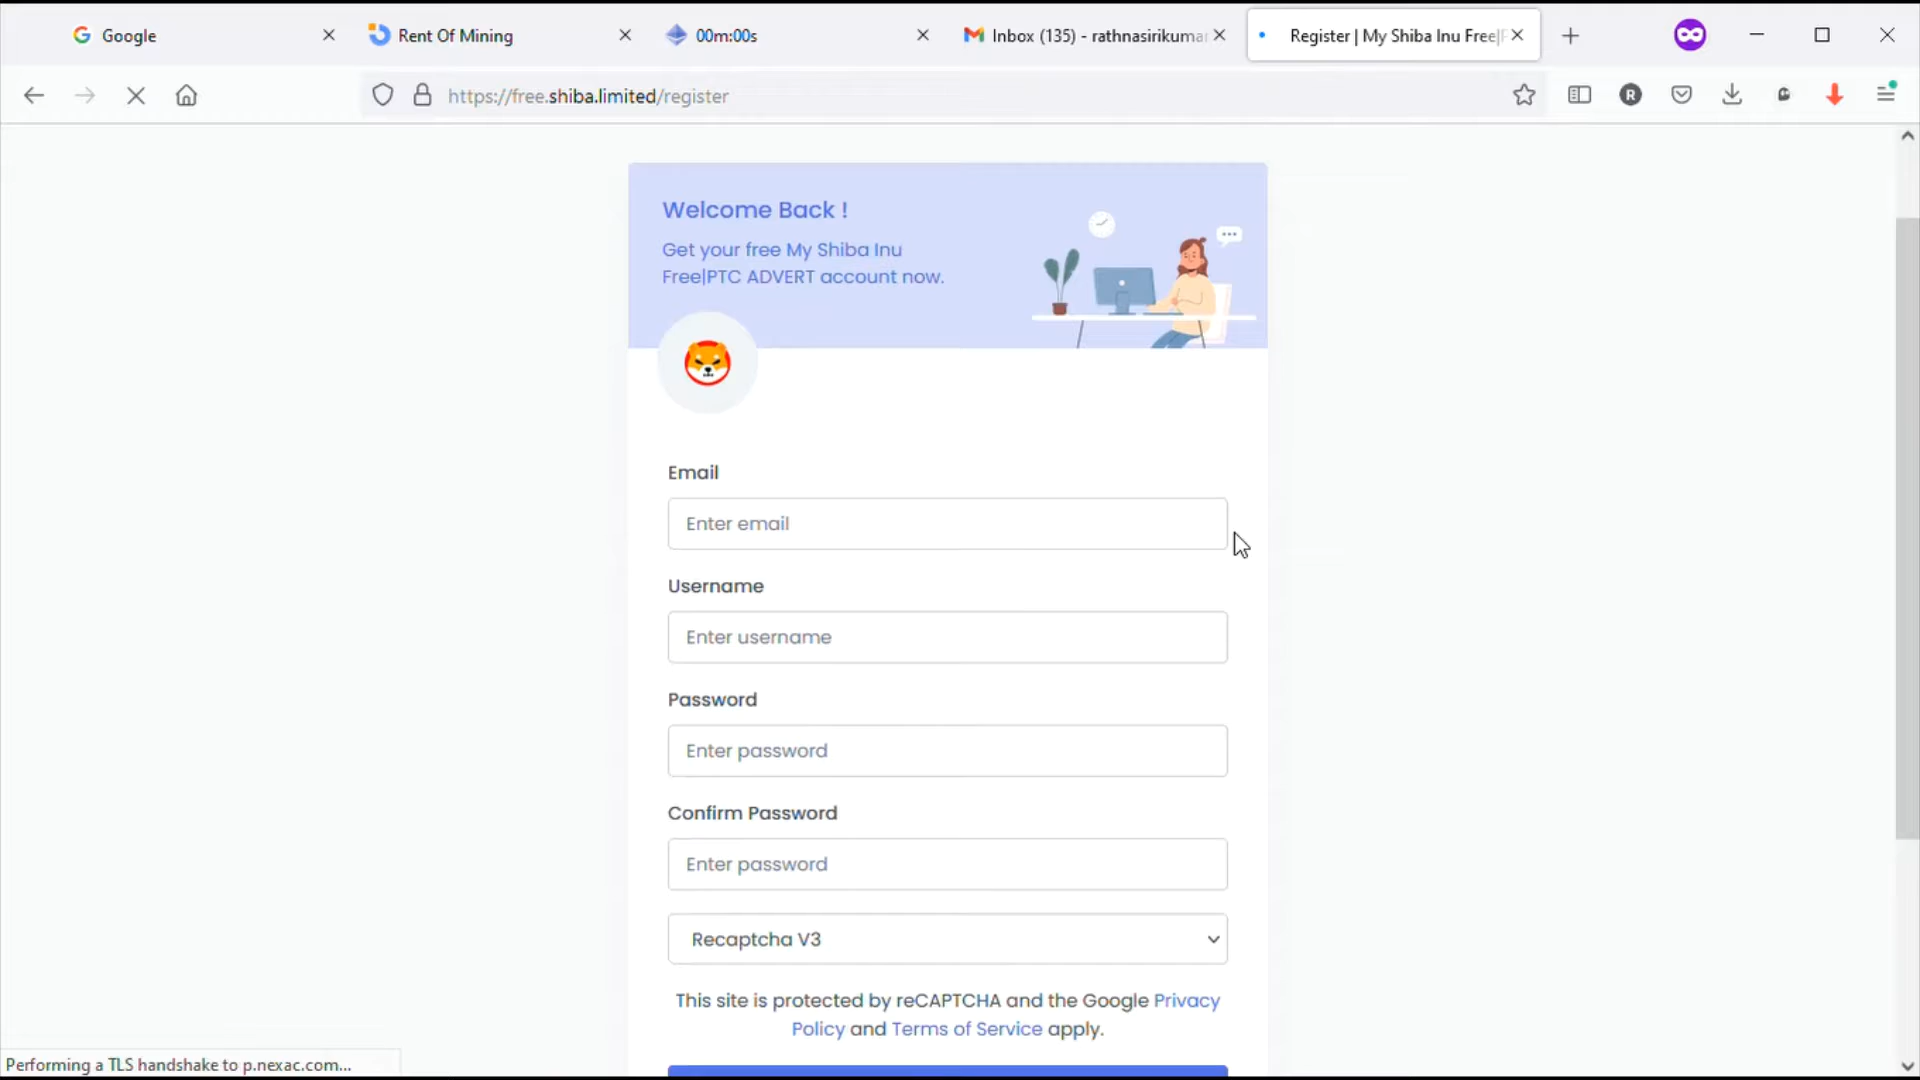 Google
Rent Of Mining
00m:00s
Inbox (135) - rathnasirikumar
Register | My Shiba Inu Free|P
https://free.shiba.limited/register
R
Welcome Back !
Get your free My Shiba Inu
Free|PTC ADVERT account now.
Email
Enter email
Username
Enter username
Password
Enter password
Confirm Password
Enter password
Recaptcha V3
This site is protected by reCAPTCHA and the Google Privacy
Policy and Terms of Service apply.
Performing a TLS handshake to p.nexac.com...